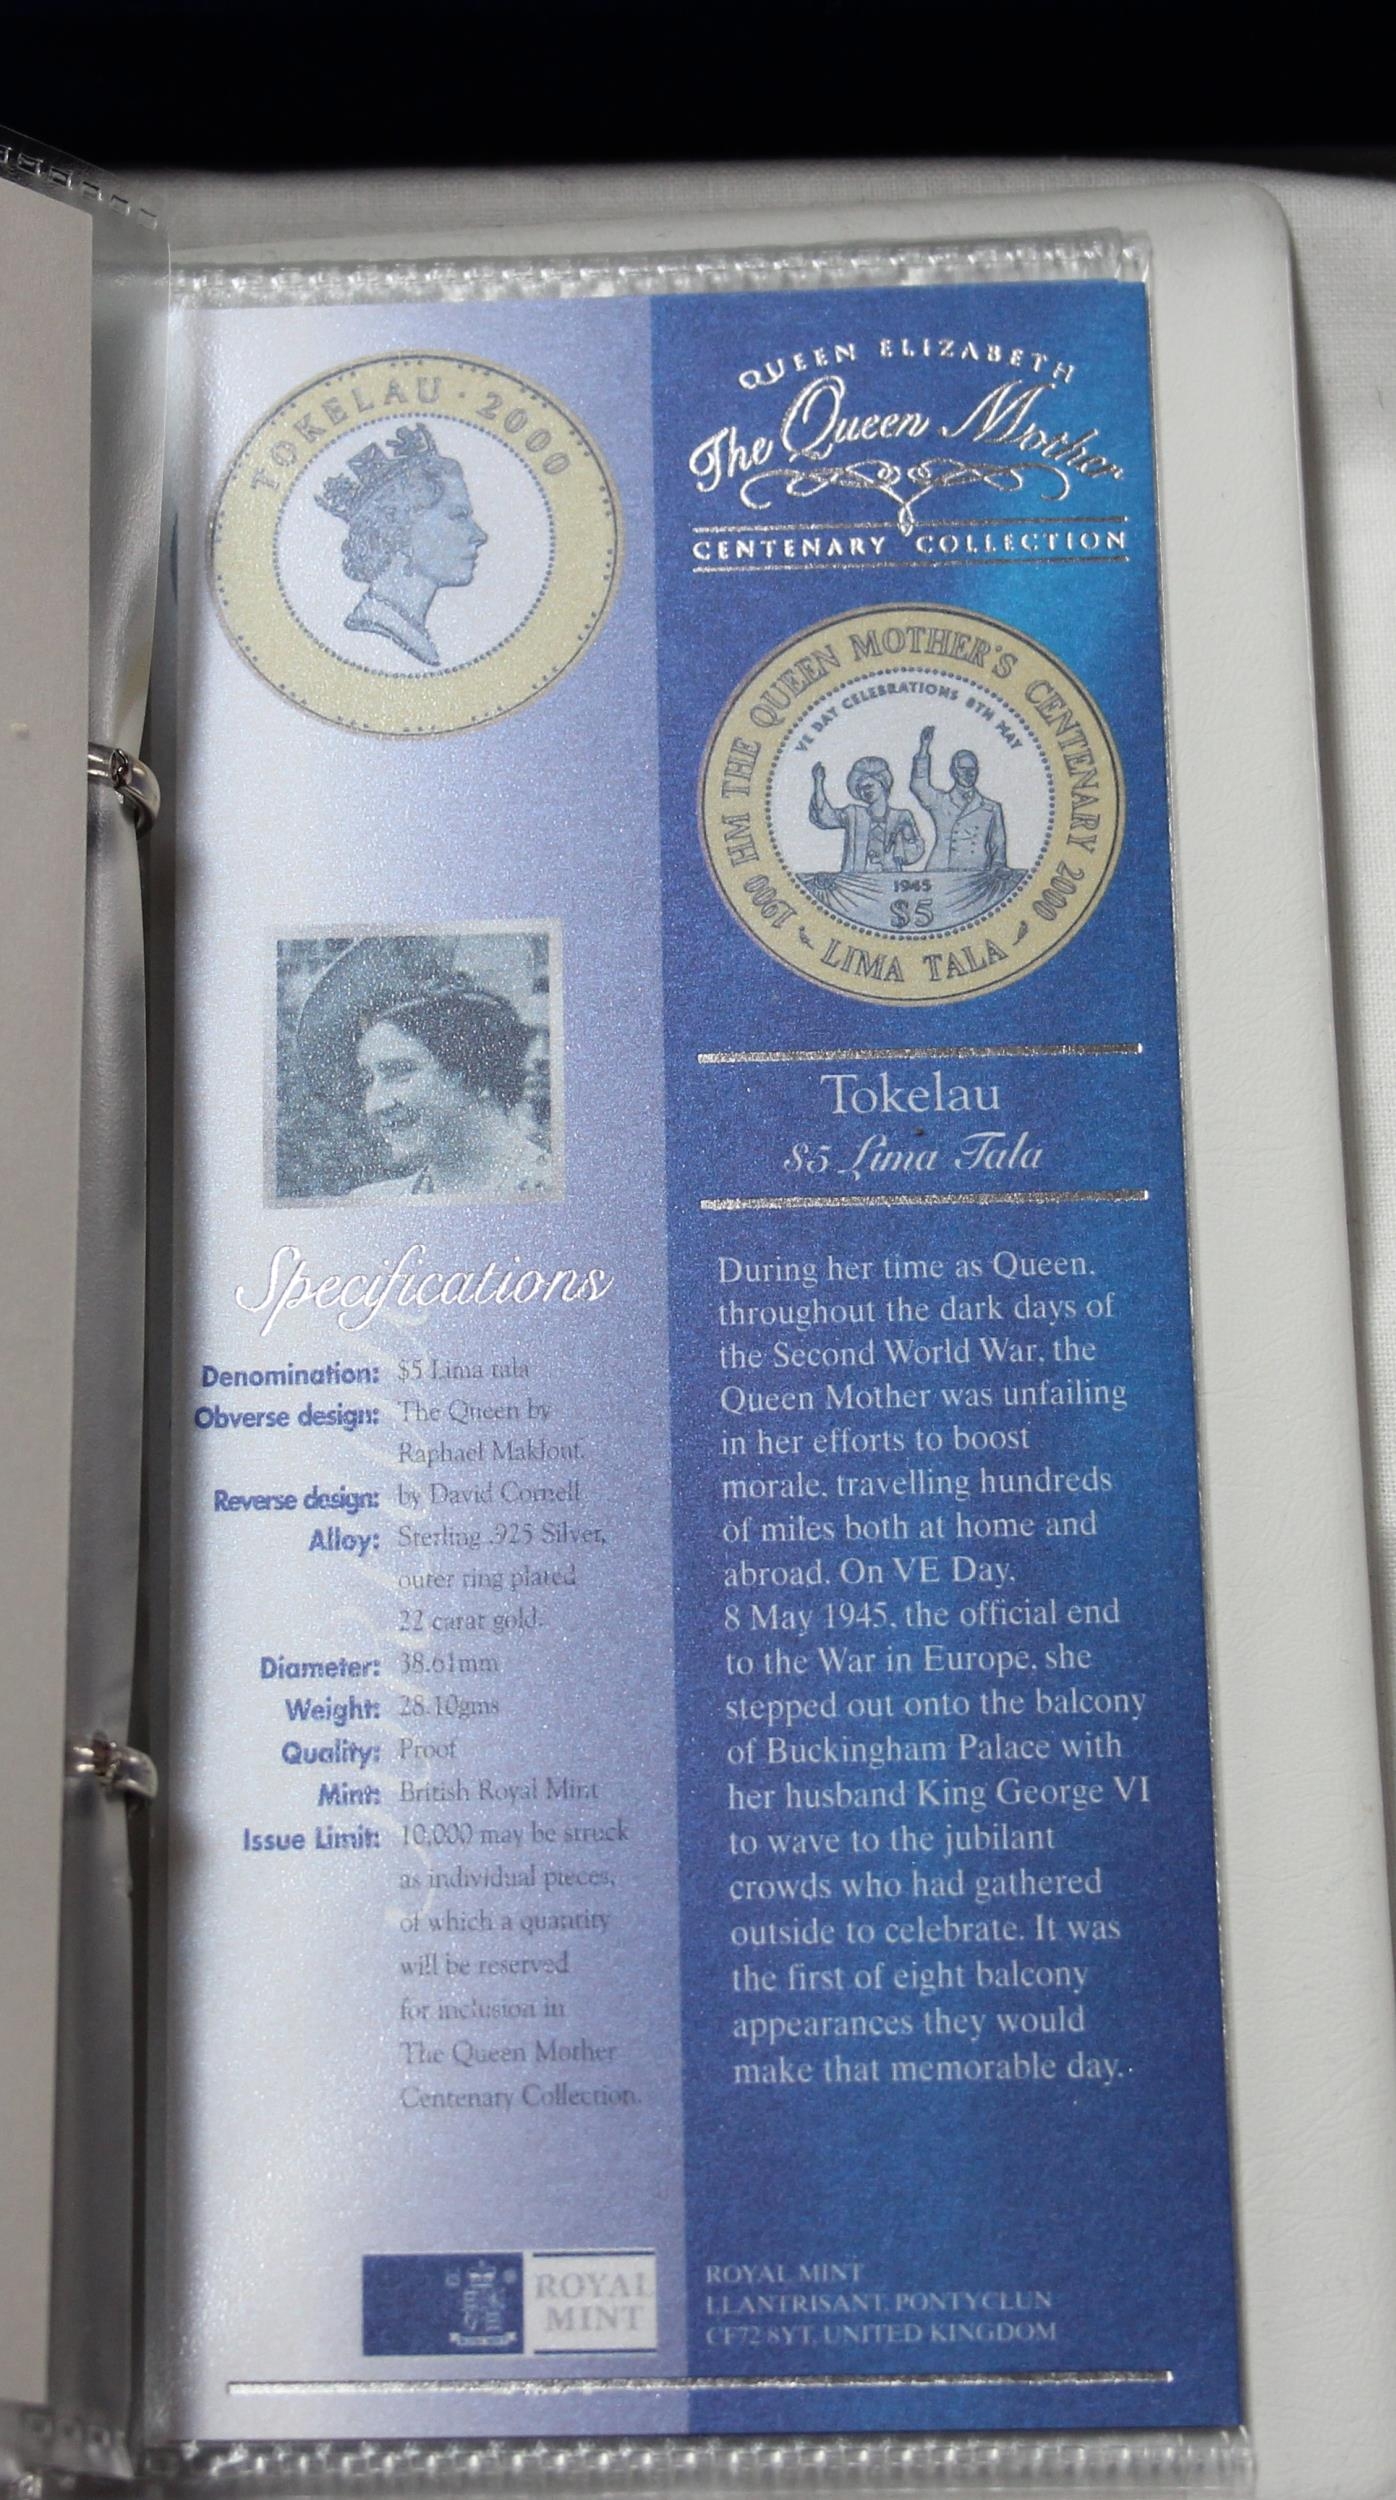 TOKELAU · 2000
Specifications
Denomination: $5 Lima tala
Obverse design: The Queen by
Raphael Maklouf.
Reverse design: by David Cornell
Alloy: Sterling .925 Silver,
outer ring plated
22 carat gold.
Diameter: 38.61mm
Weight: 28.10gms
Quality: Proof
Mint: British Royal Mint
Issue Limit: 10,000 may be struck
as individual pieces,
of which a quantity
will be reserved
for inclusion in
The Queen Mother
Centenary Collection.
ROYAL
MINT
QUEEN ELIZABETH
The Queen Mother
CENTENARY COLLECTION
1900 HM THE QUEEN MOTHER'S CENTENARY 2000
VE DAY CELEBRATIONS 8TH MAY
1945
$5
LIMA TALA
Tokelau
$5 Lima Tala
During her time as Queen,
throughout the dark days of
the Second World War, the
Queen Mother was unfailing
in her efforts to boost
morale, travelling hundreds
of miles both at home and
abroad. On VE Day,
8 May 1945, the official end
to the War in Europe, she
stepped out onto the balcony
of Buckingham Palace with
her husband King George VI
to wave to the jubilant
crowds who had gathered
outside to celebrate. It was
the first of eight balcony
appearances they would
make that memorable day..
ROYAL MINT
LLANTRISANT, PONTYCLUN
CF72 8YT, UNITED KINGDOM